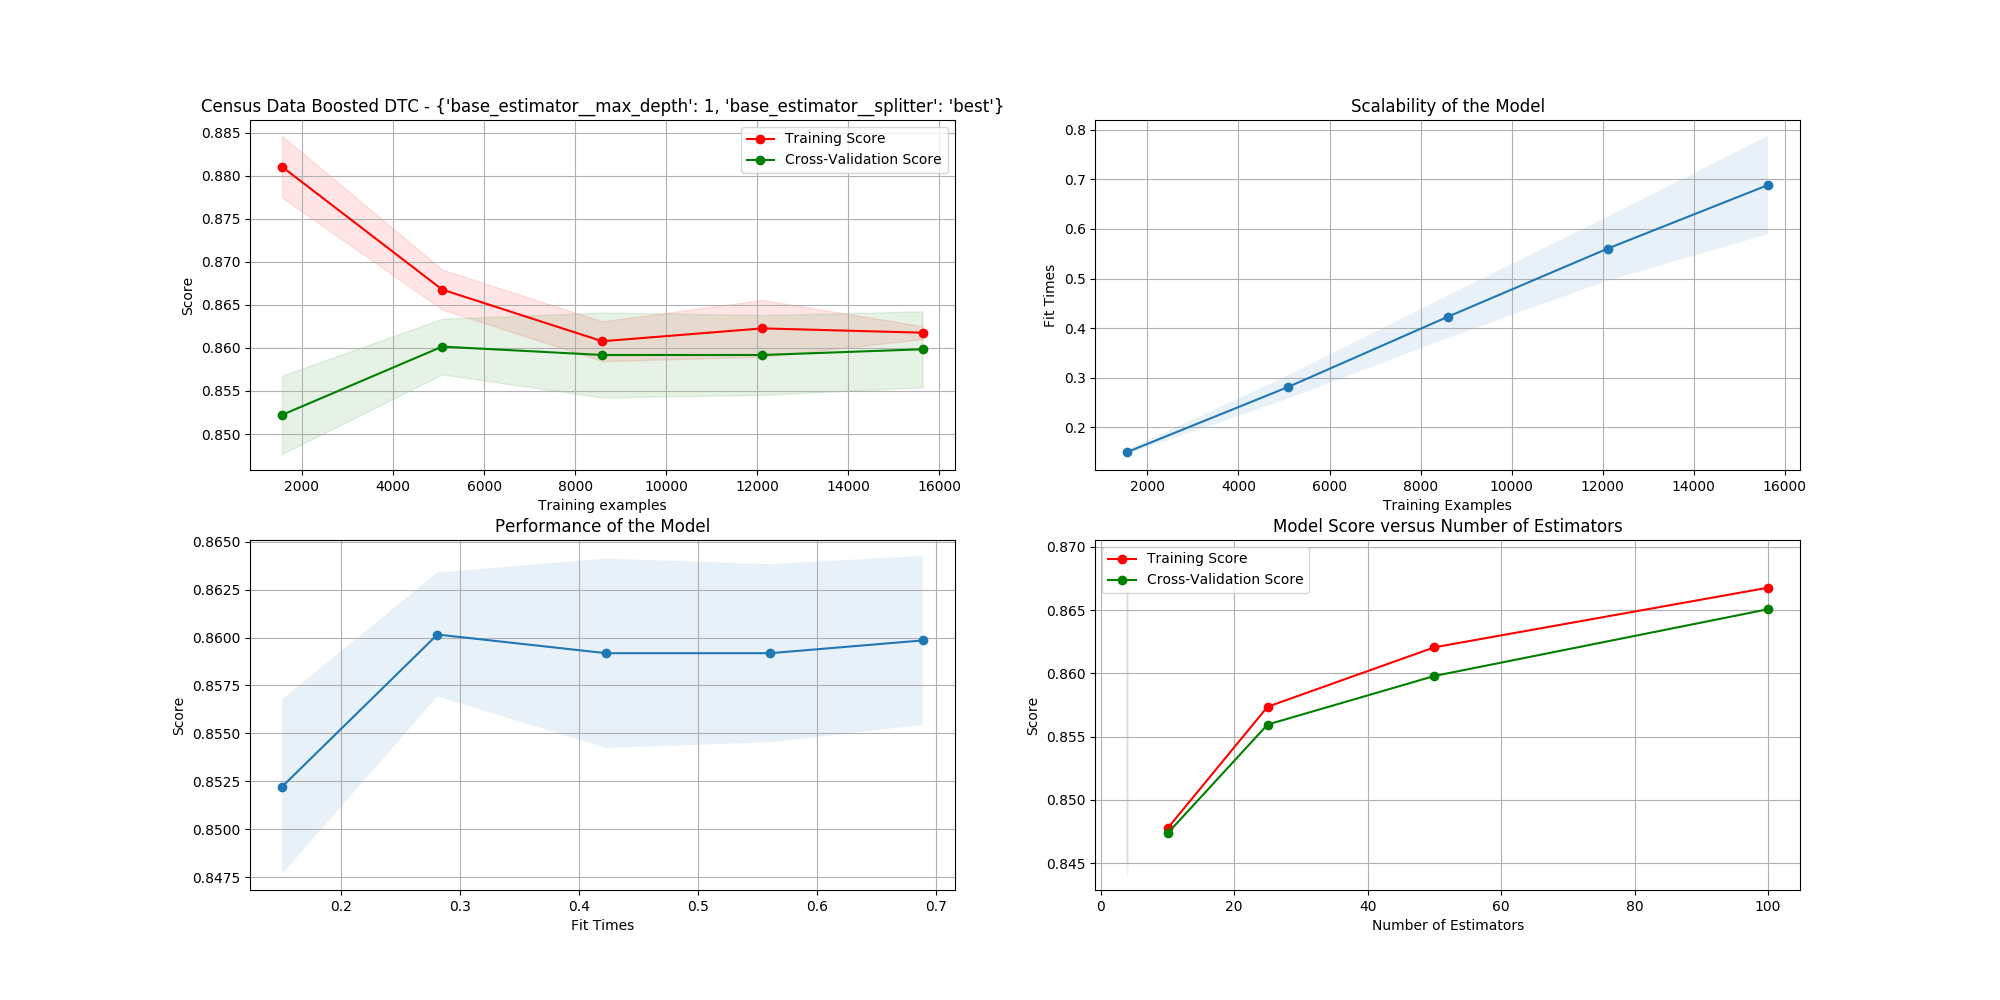 Census Data Boosted DTC - {'base_estimator__max_depth': 1, 'base_estimator__splitter': 'best'}
0.885
0.880
0.875
0.870
0.865
0.860
0.855
0.850
Score
Training Score
Cross-Validation Score
2000 4000 6000 8000 10000 12000 14000 16000
Training examples
Scalability of the Model
0.8
0.7
0.6
0.5
0.4
0.3
0.2
Fit Times
2000 4000 6000 8000 10000 12000 14000 16000
Training Examples
Performance of the Model
0.8650
0.8625
0.8600
0.8575
0.8550
0.8525
0.8500
0.8475
Score
0.2 0.3 0.4 0.5 0.6 0.7
Fit Times
Model Score versus Number of Estimators
0.870
0.865
0.860
0.855
0.850
0.845
Score
Training Score
Cross-Validation Score
0 20 40 60 80 100
Number of Estimators